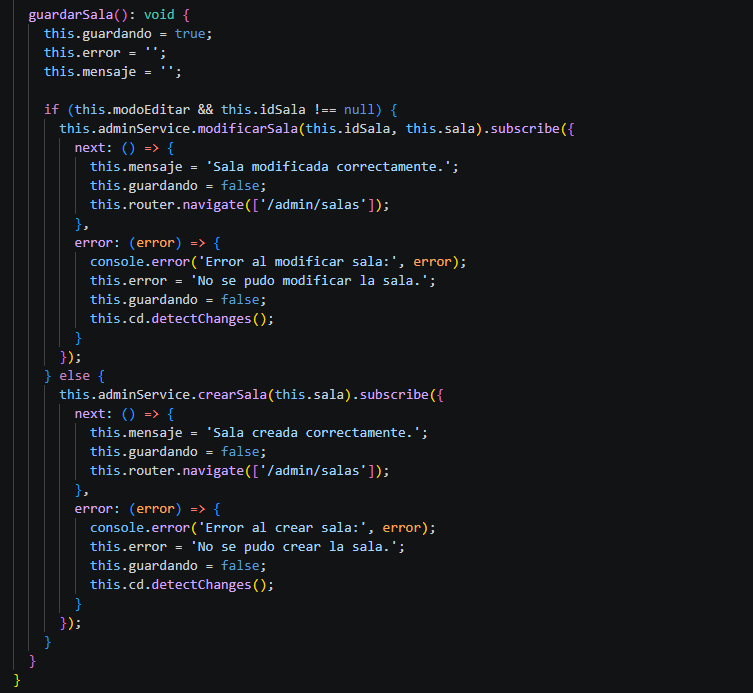 guardarSala(): void {
this.guardando = true;
this.error = '';
this.mensaje = '';
if (this.modoEditar && this.idSala !== null) {
this.adminService.modificarSala(this.idSala, this.sala).subscribe({
next: () => {
this.mensaje = 'Sala modificada correctamente.';
this.guardando = false;
this.router.navigate(['/admin/salas']);
},
error: (error) => {
console.error('Error al modificar sala:', error);
this.error = 'No se pudo modificar la sala.';
this.guardando = false;
this.cd.detectChanges();
}
});
} else {
this.adminService.crearSala(this.sala).subscribe({
next: () => {
this.mensaje = 'Sala creada correctamente.';
this.guardando = false;
this.router.navigate(['/admin/salas']);
},
error: (error) => {
console.error('Error al crear sala:', error);
this.error = 'No se pudo crear la sala.';
this.guardando = false;
this.cd.detectChanges();
}
});
}
}
}